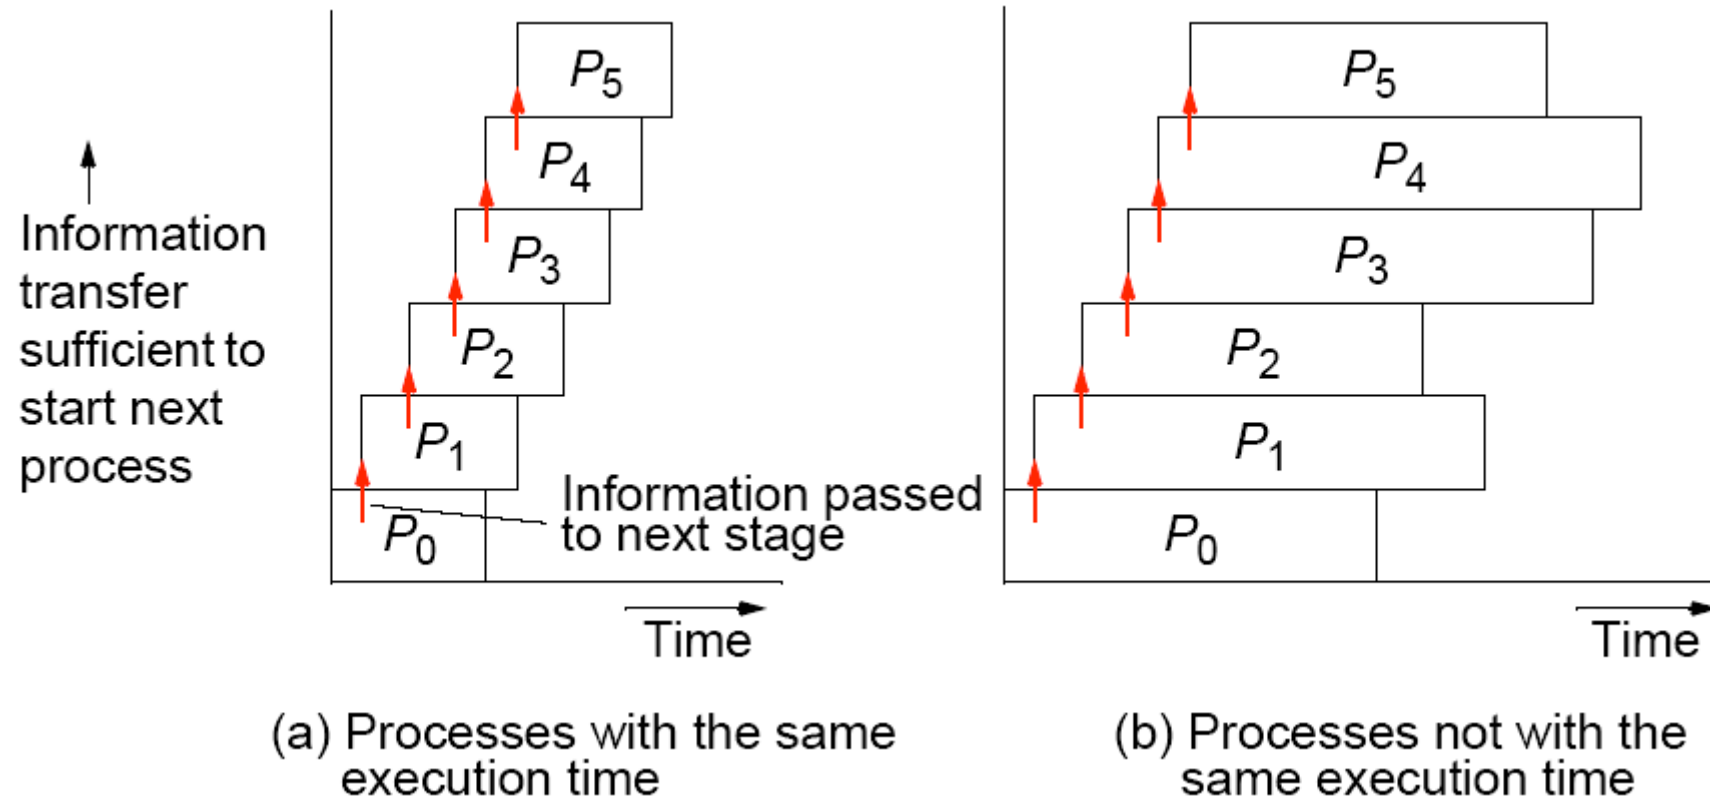 P5
P4
P3
P2
P1
P0
Information
transfer
sufficient to
start next
process
Information passed
to next stage
Time
(a) Processes with the same
execution time
P5
P4
P3
P2
P1
P0
Time
(b) Processes not with the
same execution time